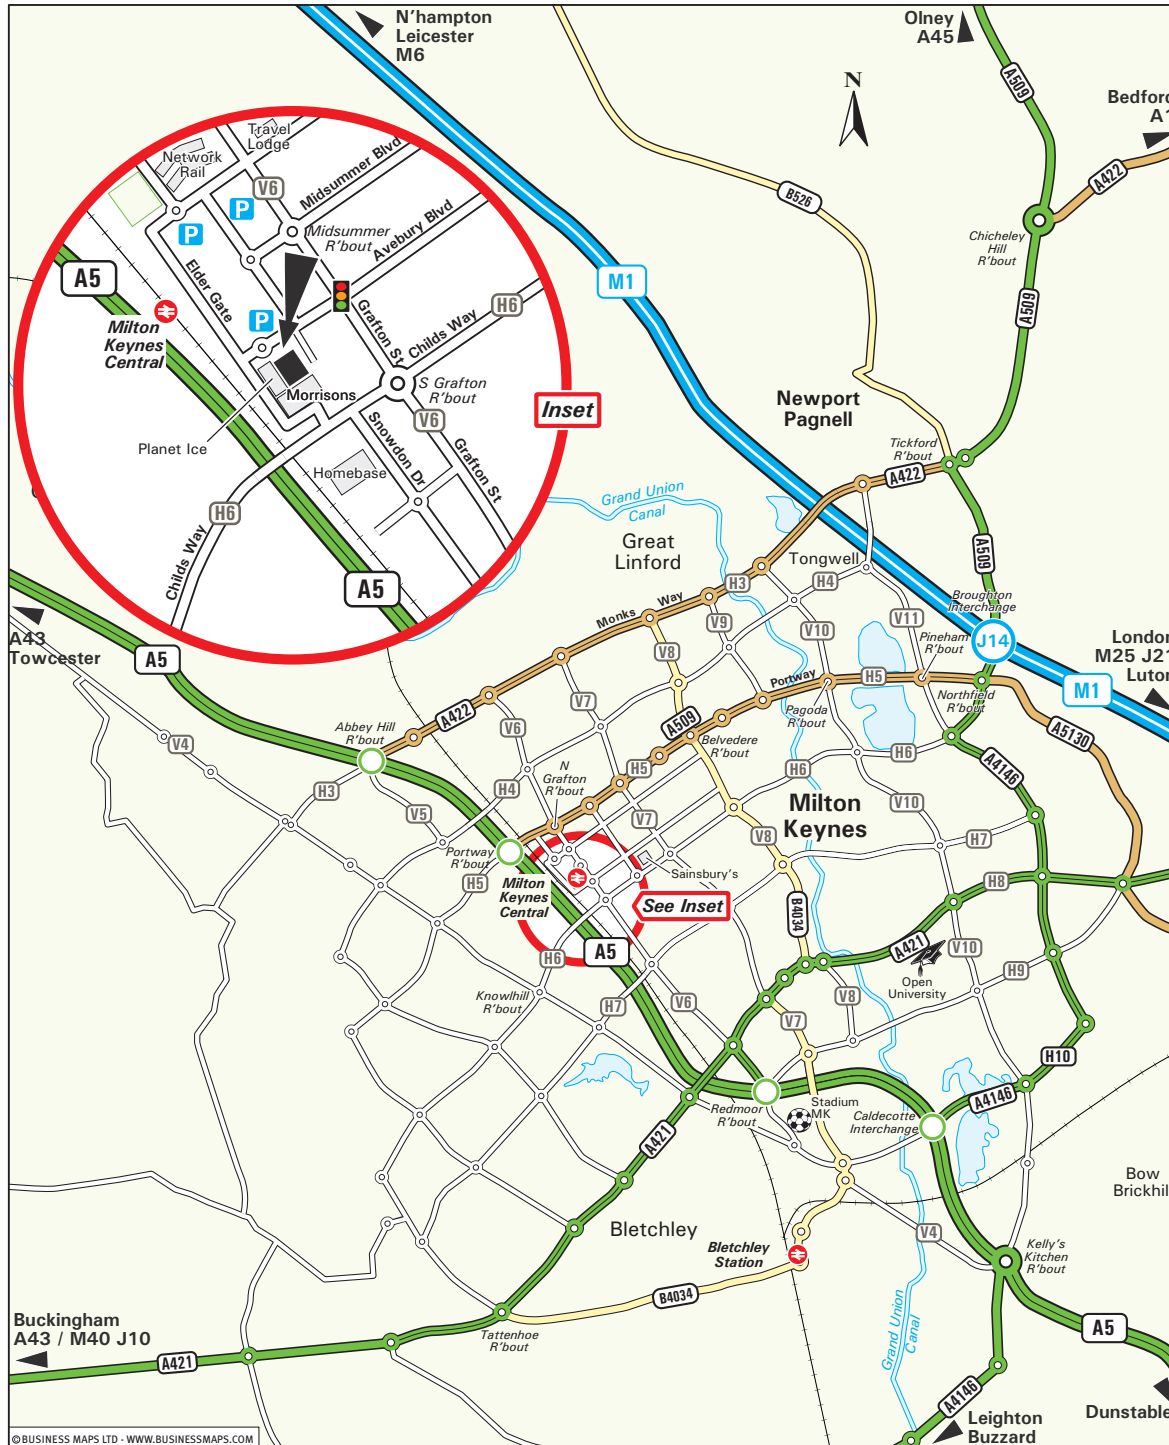 N'hampton
Leicester
M6
Olney
A45
A509
Bedford
A422
N
B526
Chicheley
Hill
R'bout
A509
M1
Newport
Pagnell
Tickford
R'bout
A422
Travel
Lodge
Network
Rail
V6
Midsummer Blvd
P
P
Midsummer
R'bout
Avebury Blvd
A5
Elder Gate
Milton
Keynes
Central
P
Grafton St
Childs Way
H6
Morrisons
S Grafton
R'bout
V6
Planet Ice
Snowdon Dr
Grafton St
Homebase
H6
Childs Way
A5
Inset
Grand Union
Canal
Great
Linford
Tongwell
A509
H3
H4
Broughton
Interchange
Monks Way
V9
V10
V11
Pineham
R'bout
J14
London
M25 J21
Luton
M1
A43
Towcester
A5
V8
Portway
H5
Northfield
R'bout
Pagoda
R'bout
V7
A509
Abbey Hill
R'bout
A422
V6
Belvedere
R'bout
A5130
V4
N
Grafton
R'bout
H5
H6
H6
A4146
H3
H4
V5
V7
Milton
Keynes
V10
V8
H7
Portway
R'bout
H5
Sainsbury's
H8
Milton
Keynes
Central
See Inset
B4034
A421
V10
A5
H6
H9
Open
University
Knowlhill
R'bout
H7
V6
V8
V7
H10
A4146
Redmoor
R'bout
Stadium
MK
Caldecotte
Interchange
A421
Bow
Brickhill
Bletchley
V4
Bletchley
Station
Kelly's
Kitchen
R'bout
B4034
Grand Union
Canal
A5
Buckingham
A43 / M40 J10
Tattenhoe
R'bout
A421
A4146
Dunstable
Leighton
Buzzard
©BUSINESS MAPS LTD - WWW.BUSINESSMAPS.COM